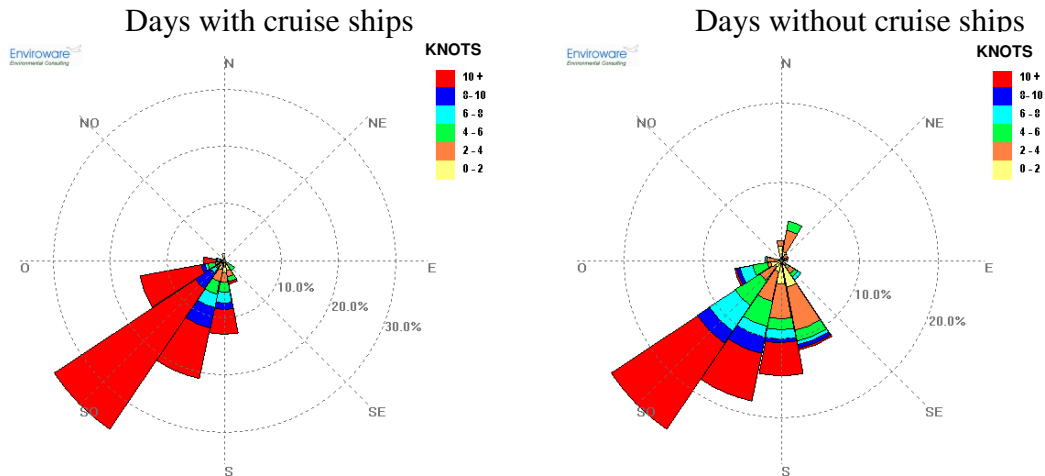 Days with cruise ships
Enviroware
Environmental Consulting
KNOTS
10 +
8-10
6 - 8
4 - 6
2 - 4
0 - 2
N
NO
NE
O
E
10.0%
20.0%
30.0%
SO
SE
S
Days without cruise ships
Enviroware
Environmental Consulting
KNOTS
10 +
8-10
6 - 8
4 - 6
2 - 4
0 - 2
N
NO
NE
O
E
10.0%
20.0%
SO
SE
S